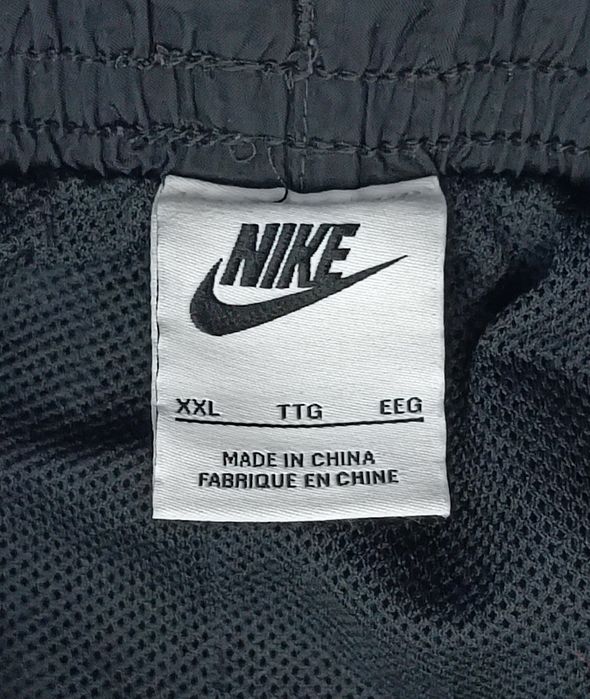 NIKE
XXL TTG EEG
MADE IN CHINA
FABRIQUE EN CHINE